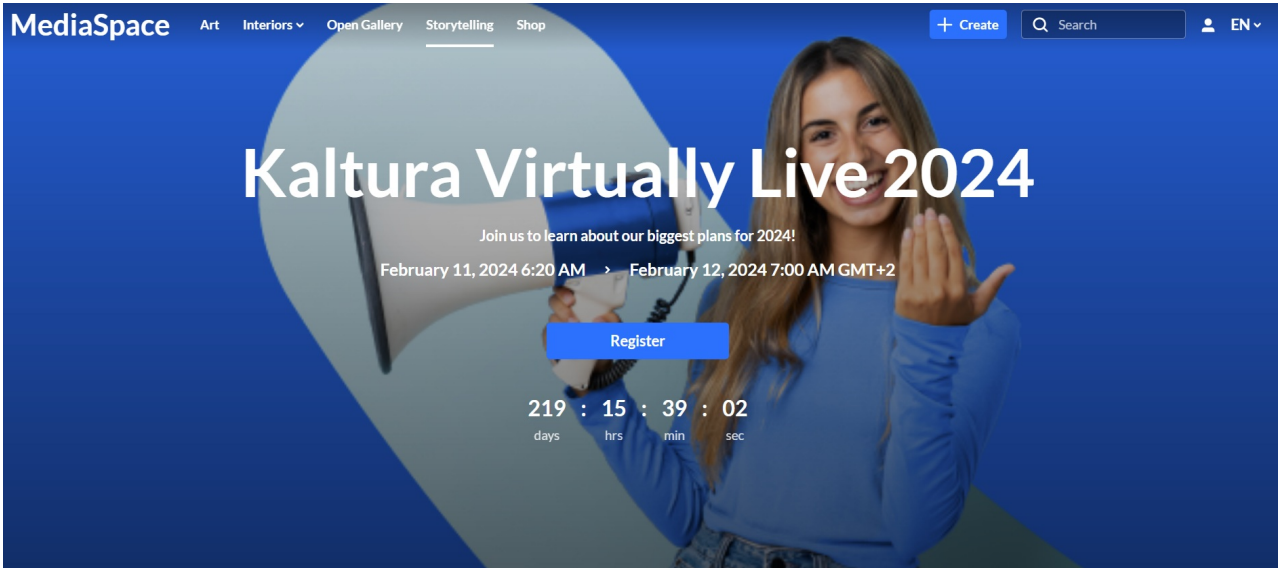 MediaSpace Art Interiors Open Gallery Storytelling Shop + Create Search EN
Kaltura Virtually Live 2024
Join us to learn about our biggest plans for 2024!
February 11, 2024 6:20 AM > February 12, 2024 7:00 AM GMT+2
Register
219 : 15 : 39 : 02
days hrs min sec